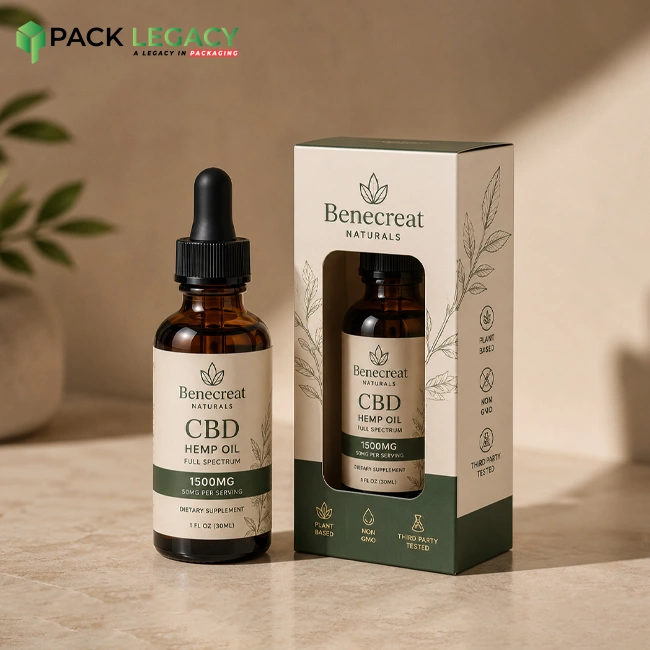 PACK LEGACY
A LEGACY IN PACKAGING
Benecreat
NATURALS
CBD
HEMP OIL
FULL SPECTRUM
1500MG
50MG PER SERVING
DIETARY SUPPLEMENT
1 FL OZ (30ML)
Benecreat
NATURALS
Benecreat
NATURALS
CBD
HEMP OIL
FULL SPECTRUM
1500MG
50MG PER SERVING
DIETARY SUPPLEMENT
1 FL OZ (30ML)
PLANT
BASED
NON
GMO
THIRD PARTY
TESTED
PLANT
BASED
NON
GMO
THIRD PARTY
TESTED